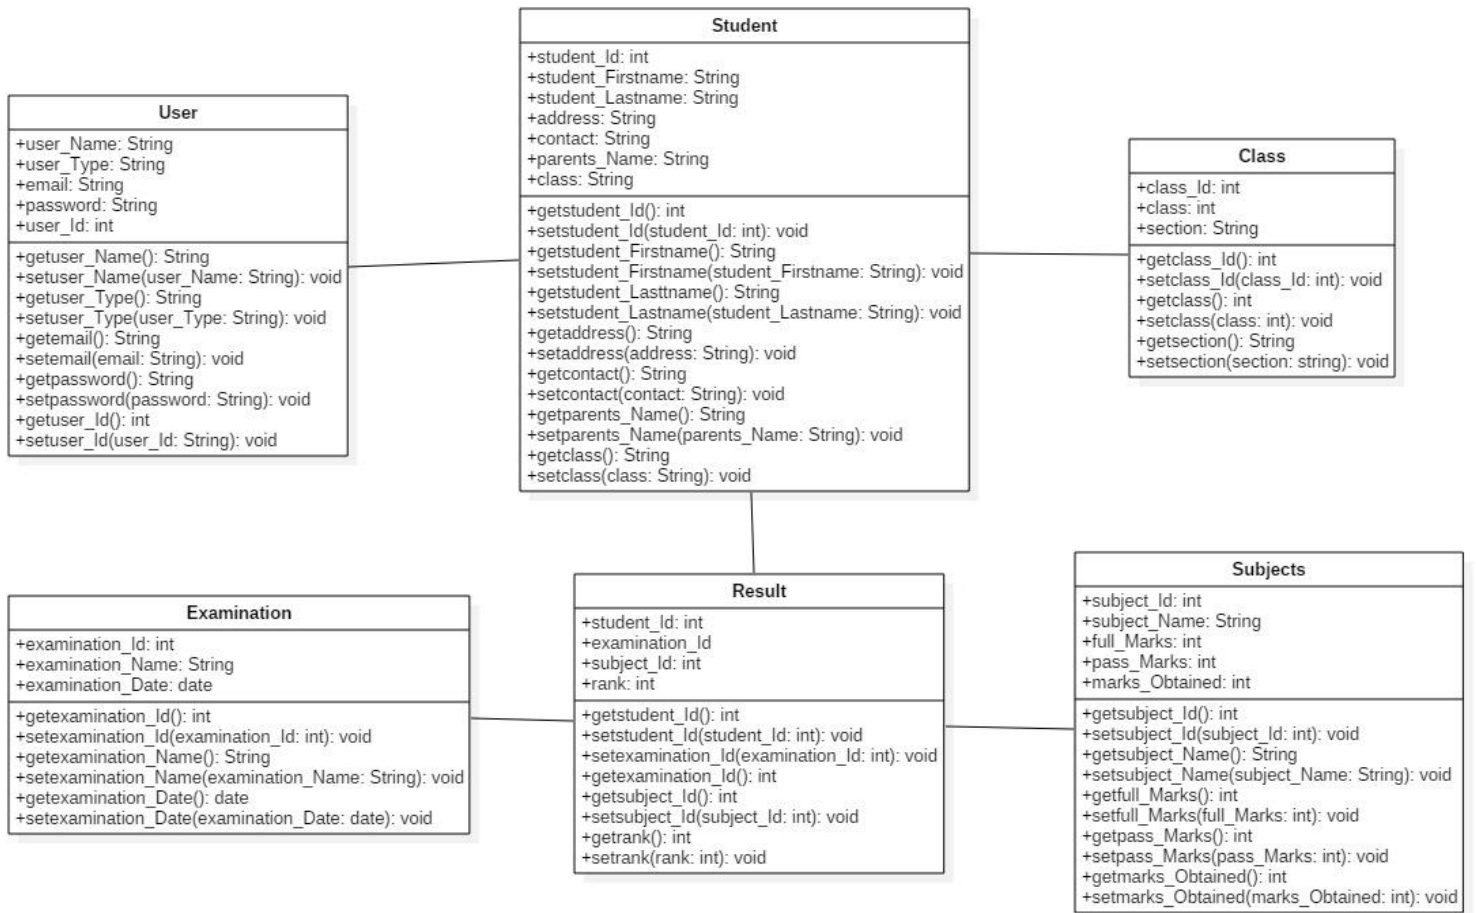 Student
+student_Id: int
+student_Firstname: String
+student_Lastname: String
+address: String
+contact: String
+parents_Name: String
+class: String
+getstudent_Id(): int
+setstudent_Id(student_Id: int): void
+getstudent_Firstname(): String
+setstudent_Firstname(student_Firstname: String): void
+getstudent_Lasttname(): String
+setstudent_Lastname(student_Lastname: String): void
+getaddress(): String
+setaddress(address: String): void
+getcontact(): String
+setcontact(contact: String): void
+getparents_Name(): String
+setparents_Name(parents_Name: String): void
+getclass(): String
+setclass(class: String): void
User
+user_Name: String
+user_Type: String
+email: String
+password: String
+user_Id: int
+getuser_Name(): String
+setuser_Name(user_Name: String): void
+getuser_Type(): String
+setuser_Type(user_Type: String): void
+getemail(): String
+setemail(email: String): void
+getpassword(): String
+setpassword(password: String): void
+getuser_Id(): int
+setuser_Id(user_Id: String): void
Class
+class_Id: int
+class: int
+section: String
+getclass_Id(): int
+setclass_Id(class_Id: int): void
+getclass(): int
+setclass(class: int): void
+getsection(): String
+setsection(section: string): void
Examination
+examination_Id: int
+examination_Name: String
+examination_Date: date
+getexamination_Id(): int
+setexamination_Id(examination_Id: int): void
+getexamination_Name(): String
+setexamination_Name(examination_Name: String): void
+getexamination_Date(): date
+setexamination_Date(examination_Date: date): void
Result
+student_Id: int
+examination_Id
+subject_Id: int
+rank: int
+getstudent_Id(): int
+setstudent_Id(student_Id: int): void
+setexamination_Id(examination_Id: int): void
+getexamination_Id(): int
+getsubject_Id(): int
+setsubject_Id(subject_Id: int): void
+getrank(): int
+setrank(rank: int): void
Subjects
+subject_Id: int
+subject_Name: String
+full_Marks: int
+pass_Marks: int
+marks_Obtained: int
+getsubject_Id(): int
+setsubject_Id(subject_Id: int): void
+getsubject_Name(): String
+setsubject_Name(subject_Name: String): void
+getfull_Marks(): int
+setfull_Marks(full_Marks: int): void
+getpass_Marks(): int
+setpass_Marks(pass_Marks: int): void
+getmarks_Obtained(): int
+setmarks_Obtained(marks_Obtained: int): void